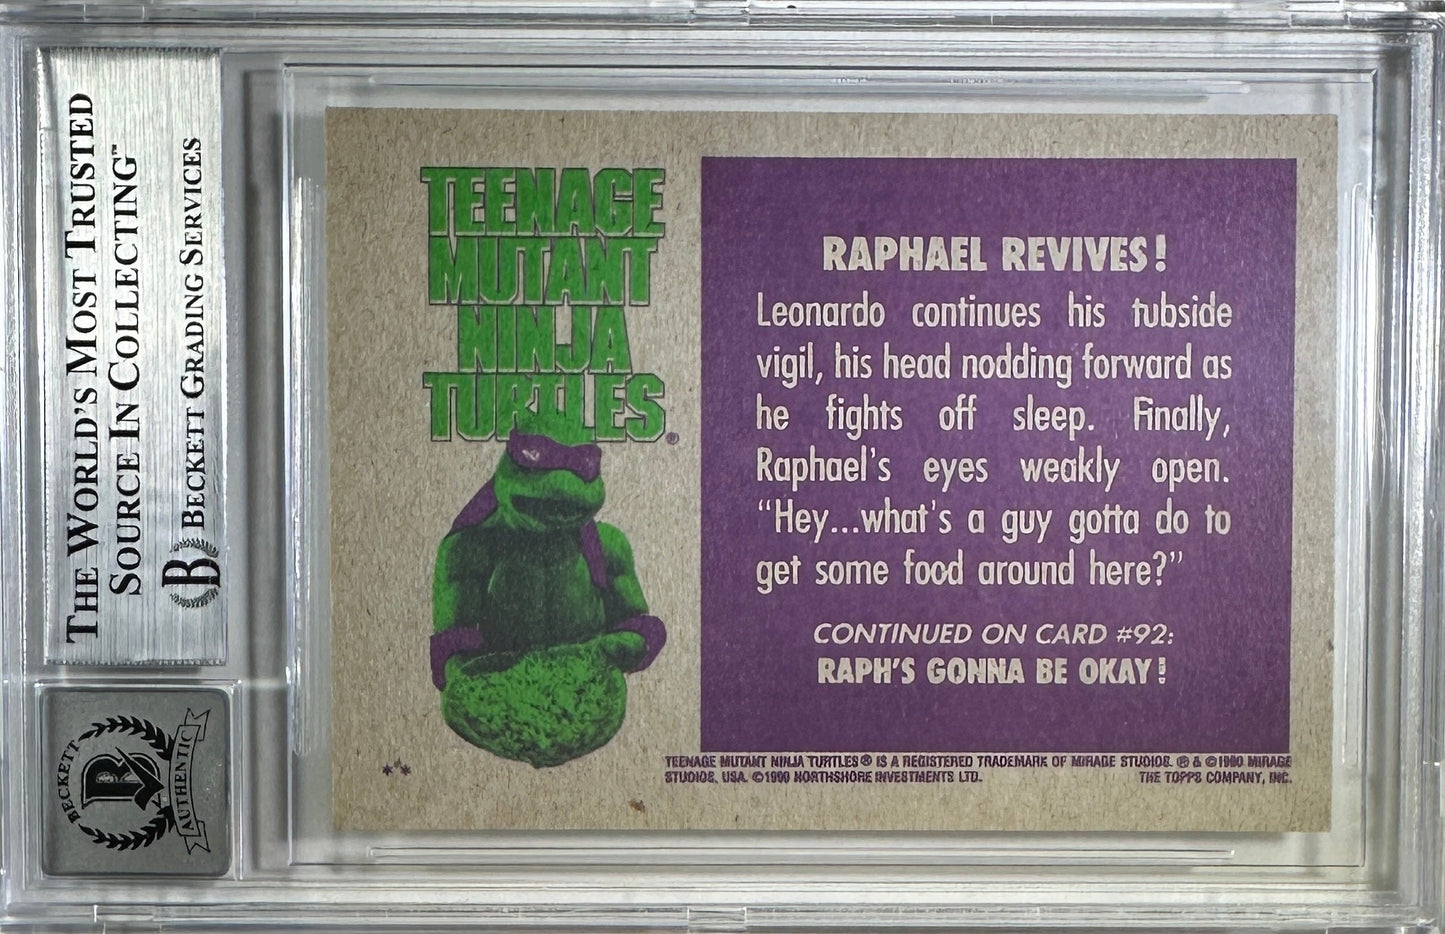 THE WORLD'S MOST TRUSTED
SOURCE IN COLLECTING™
BECKETT GRADING SERVICES
B
BECKETT
B
AUTHENTIC
TEENAGE
MUTANT
NINJA
TURTLES®
RAPHAEL REVIVES!
Leonardo continues his tubside
vigil, his head nodding forward as
he fights off sleep. Finally,
Raphael's eyes weakly open.
“Hey...what's a guy gotta do to
get some food around here?”
CONTINUED ON CARD #92:
RAPH'S GONNA BE OKAY!
**
TEENAGE MUTANT NINJA TURTLES® IS A REGISTERED TRADEMARK OF MIRAGE STUDIOS. ® & ©1990 MIRAGE
STUDIOS, USA. ©1990 NORTHSHORE INVESTMENTS LTD. THE TOPPS COMPANY, INC.